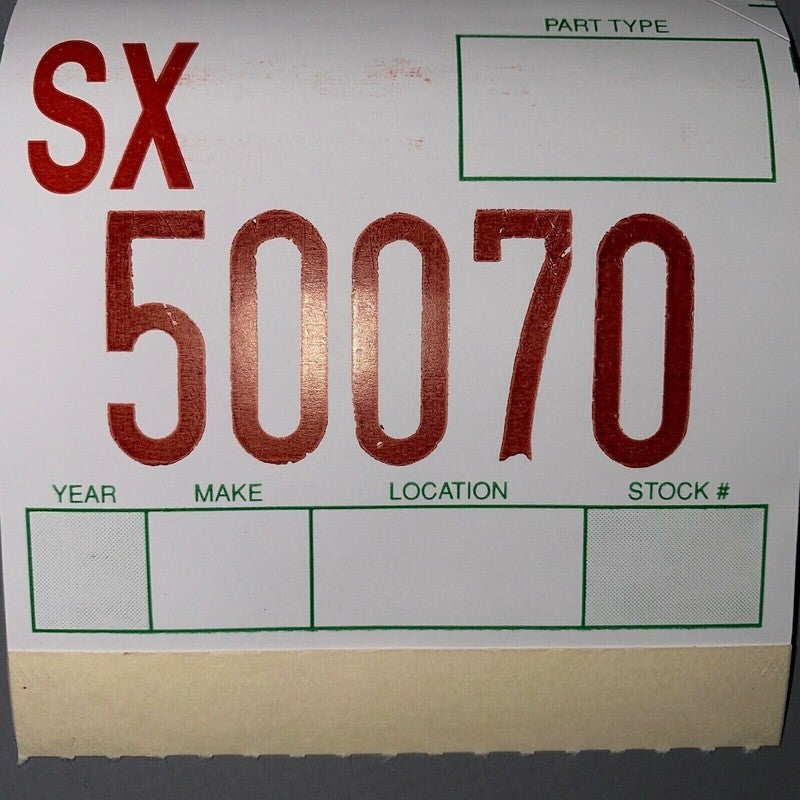 PART TYPE
SX
50070
YEAR MAKE LOCATION STOCK #